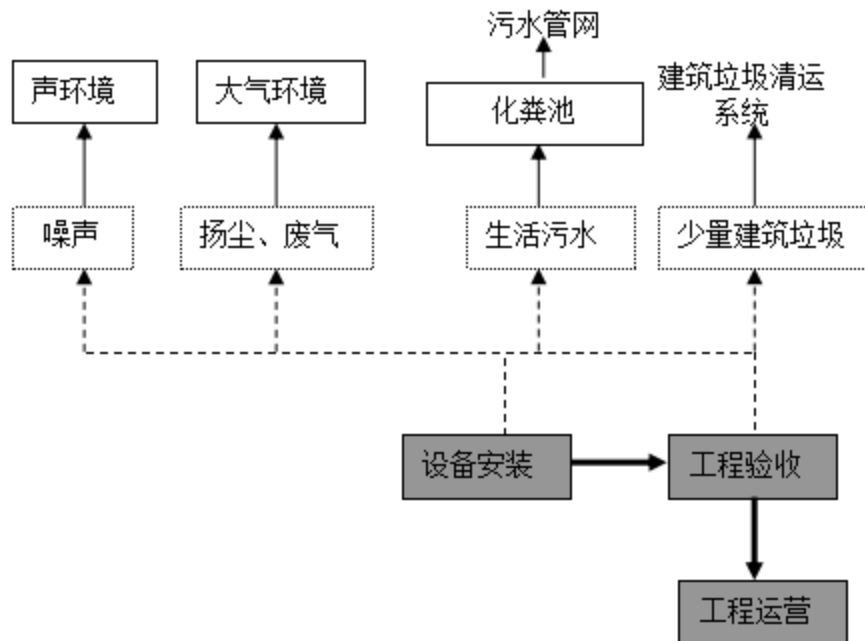 污水管网
声环境
大气环境
化粪池
建筑垃圾清运
系统
噪声
扬尘、废气
生活污水
少量建筑垃圾
设备安装
工程验收
工程运营